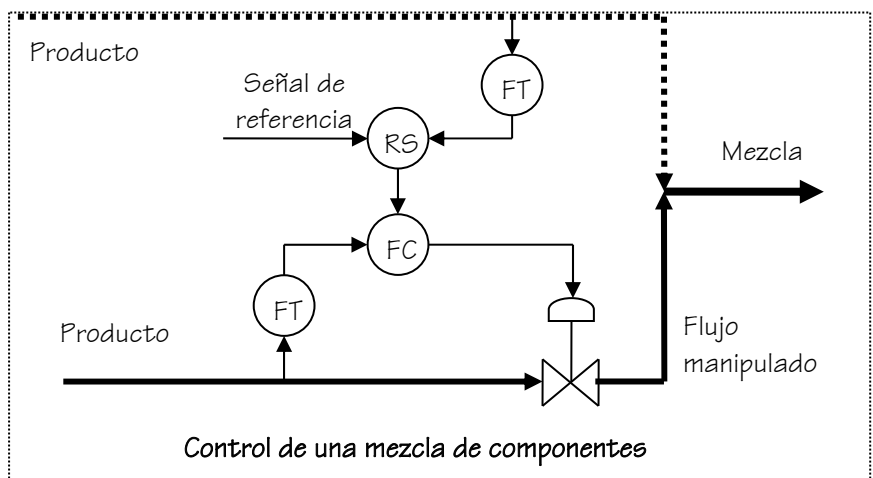 Producto
FT
Señal de
referencia
RS
Mezcla
FC
FT
Producto
Flujo
manipulado
Control de una mezcla de componentes